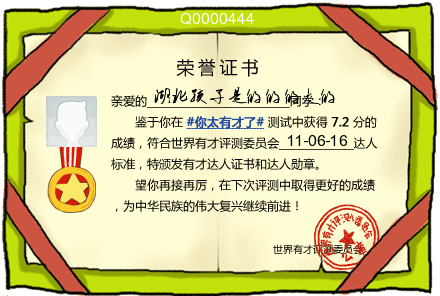 Q0000444
荣誉证书
亲爱的 湖北孩子是的的的 的
鉴于你在 #你太有才了# 测试中获得 7.2 分的
成绩，符合世界有才评测委员会 11-06-16 达人
标准，特颁发有才达人证书和达人勋章。
望你再接再厉，在下次评测中取得更好的成绩
，为中华民族的伟大复兴继续前进！
世界有才评测委员会